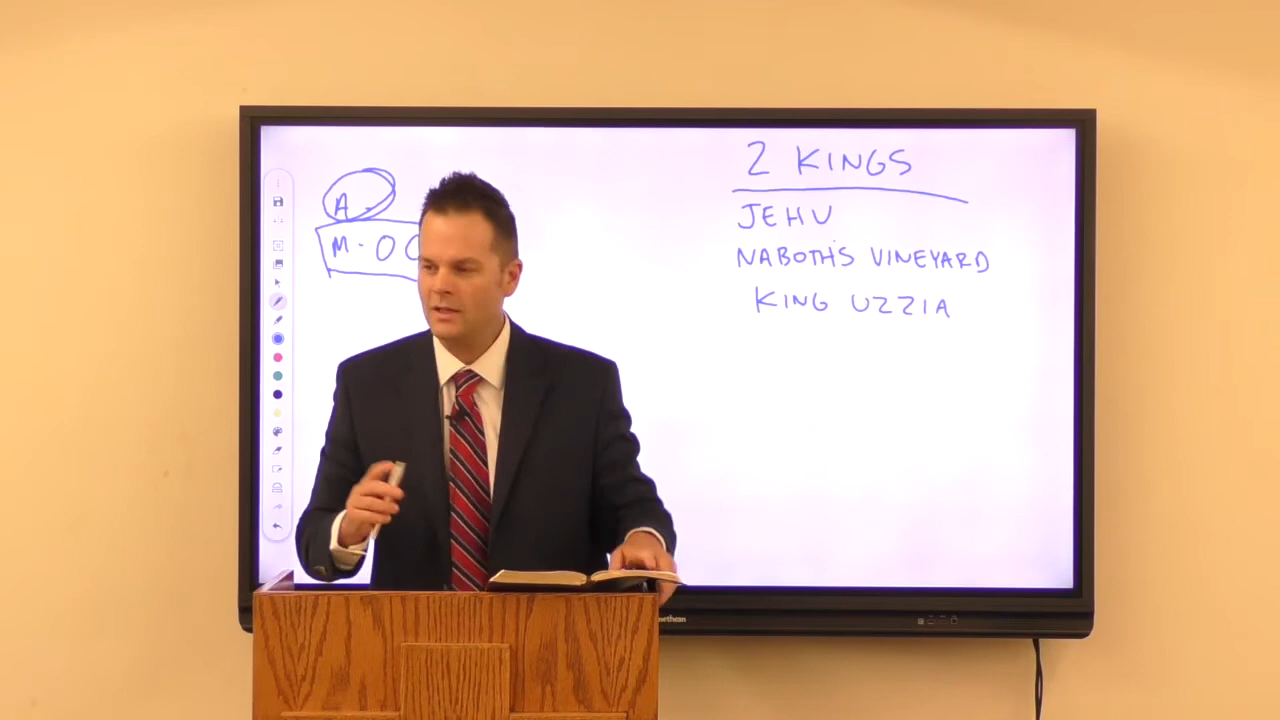 A.
M - O
2 KINGS
JEHU
NABOTH'S VINEYARD
KING UZZIA